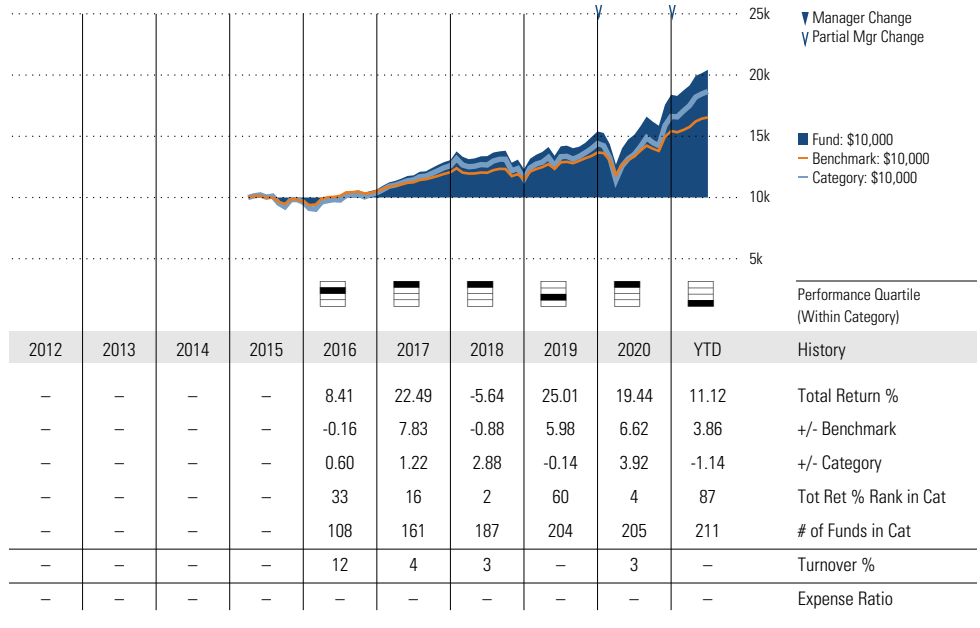 25k
20k
15k
10k
5k
Manager Change
Partial Mgr Change
Fund: $10,000
Benchmark: $10,000
Category: $10,000
Performance Quartile
(Within Category)
2012 2013 2014 2015 2016 2017 2018 2019 2020 YTD History
– – – – 8.41 22.49 -5.64 25.01 19.44 11.12 Total Return %
– – – – -0.16 7.83 -0.88 5.98 6.62 3.86 +/- Benchmark
– – – – 0.60 1.22 2.88 -0.14 3.92 -1.14 +/- Category
– – – – 33 16 2 60 4 87 Tot Ret % Rank in Cat
– – – – 108 161 187 204 205 211 # of Funds in Cat
– – – – 12 4 3 – 3 – Turnover %
– – – – – – – – – – Expense Ratio